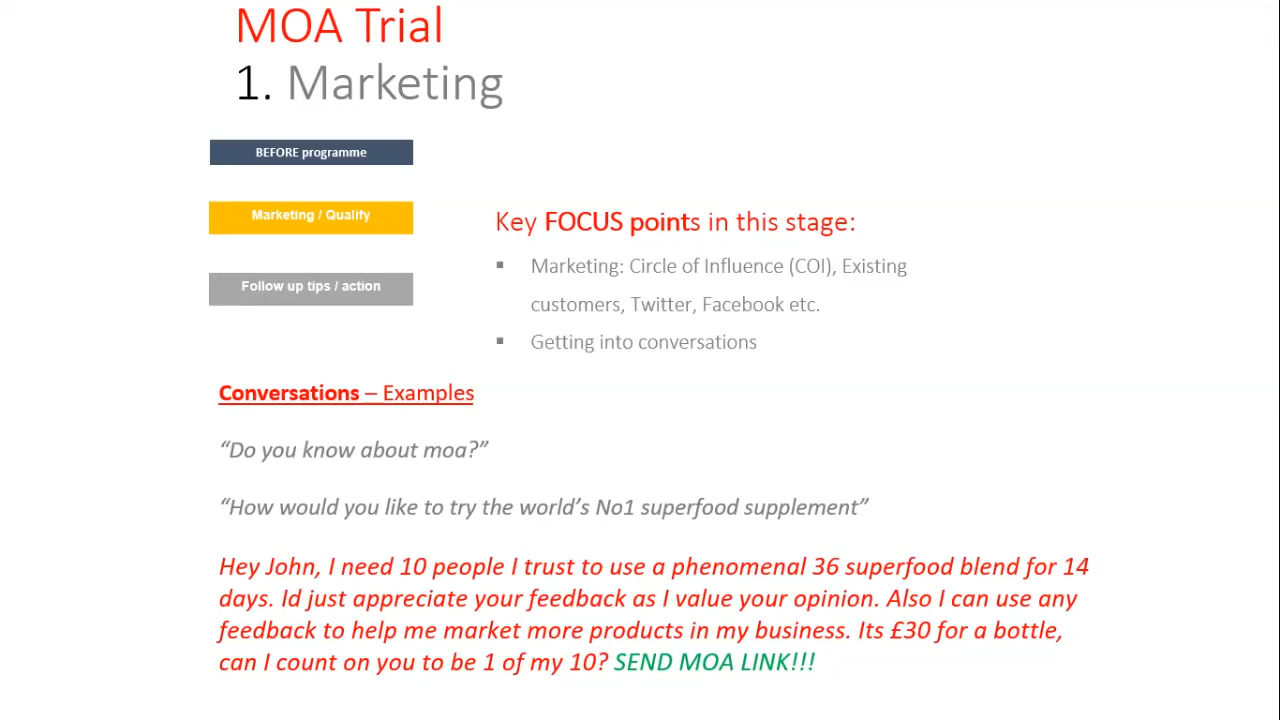 MOA Trial
1. Marketing
BEFORE programme
Marketing / Qualify
Follow up tips / action
Key FOCUS points in this stage:
▪ Marketing: Circle of Influence (COI), Existing
customers, Twitter, Facebook etc.
▪ Getting into conversations
Conversations – Examples
“Do you know about moa?”
“How would you like to try the world’s No1 superfood supplement”
Hey John, I need 10 people I trust to use a phenomenal 36 superfood blend for 14
days. Id just appreciate your feedback as I value your opinion. Also I can use any
feedback to help me market more products in my business. Its £30 for a bottle,
can I count on you to be 1 of my 10? SEND MOA LINK!!!